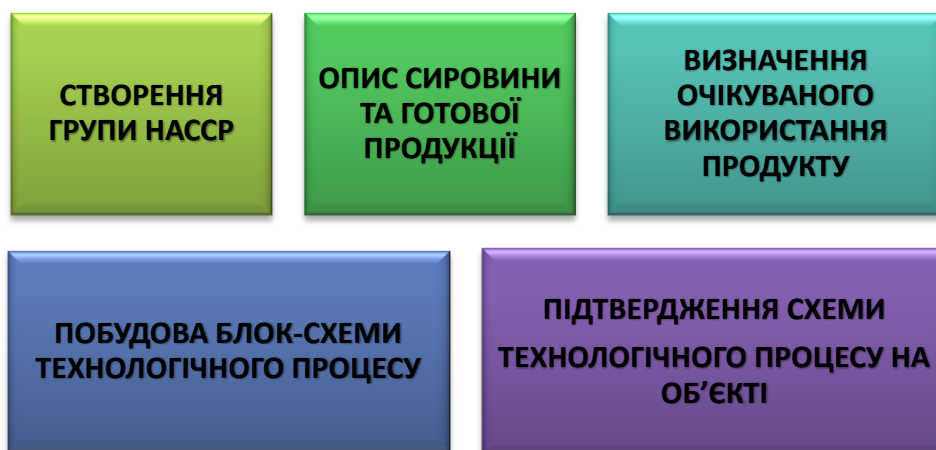 СТВОРЕННЯ
ГРУПИ НАССР
ОПИС СИРОВИНИ
ТА ГОТОВОЇ
ПРОДУКЦІЇ
ВИЗНАЧЕННЯ
ОЧІКУВАНОГО
ВИКОРИСТАННЯ
ПРОДУКТУ
ПОБУДОВА БЛОК-СХЕМИ
ТЕХНОЛОГІЧНОГО ПРОЦЕСУ
ПІДТВЕРДЖЕННЯ СХЕМИ
ТЕХНОЛОГІЧНОГО ПРОЦЕСУ НА
ОБ’ЄКТІ